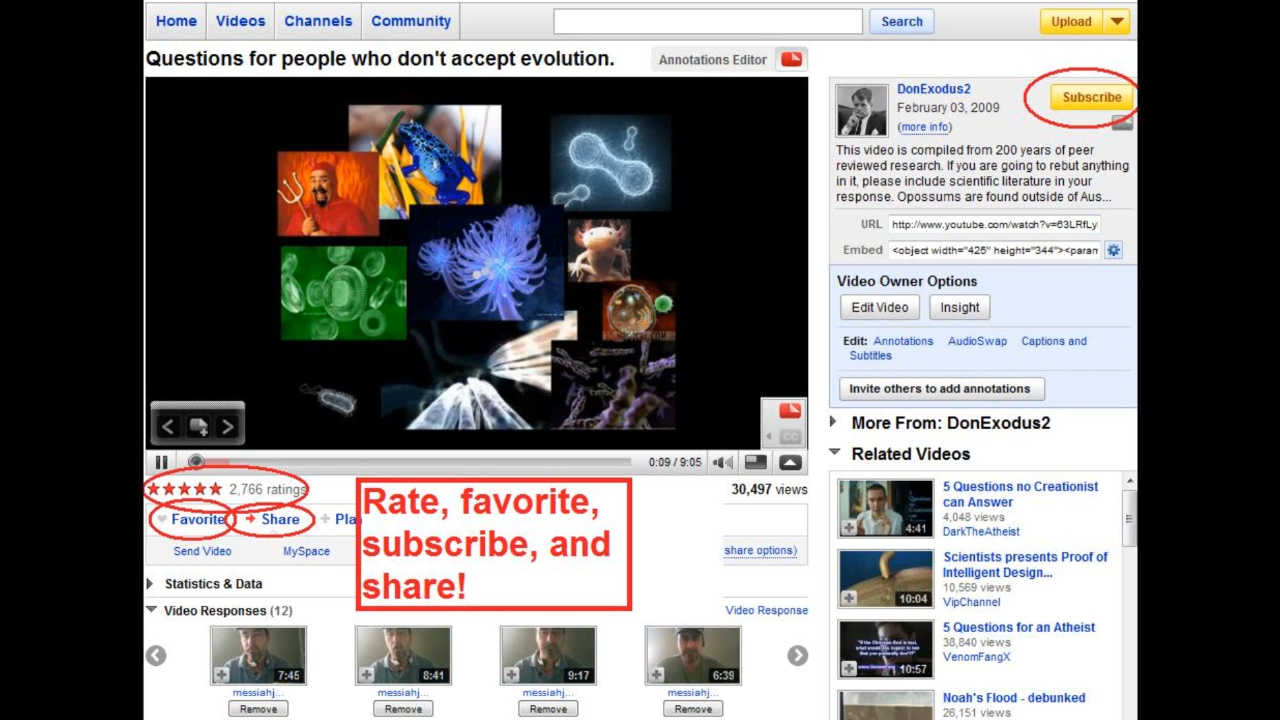 Home
Videos
Channels
Community
Search
Upload
Questions for people who don't accept evolution.
Annotations Editor
DonExodus2
February 03, 2009
(more info)
Subscribe
This video is compiled from 200 years of peer
reviewed research. If you are going to rebut anything
in it, please include scientific literature in your
response. Opossums are found outside of Aus...
URL http://www.youtube.com/watch?v=63LRfLy
Embed <object width="425" height="344"><param
Video Owner Options
Edit Video
Insight
Edit: Annotations AudioSwap Captions and
Subtitles
Invite others to add annotations
CC
0:09 / 9:05
2,766 ratings
30,497 views
Favorite
Share
Pla
Send Video
MySpace
share options)
Rate, favorite,
subscribe, and
share!
Statistics & Data
Video Responses (12)
Video Response
7:45
messiahj...
Remove
8:41
messiahj...
Remove
9:17
messiahj...
Remove
6:39
messiahj...
Remove
More From: DonExodus2
Related Videos
4:41
5 Questions no Creationist
can Answer
4,048 views
DarkTheAtheist
10:04
Scientists presents Proof of
Intelligent Design...
10,569 views
VipChannel
10:57
5 Questions for an Atheist
38,840 views
VenomFangX
Noah's Flood - debunked
26,151 views